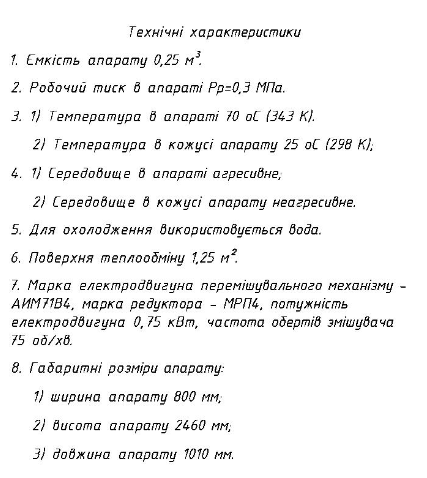 Технічні характеристики
1. Ємкість апарату 0,25 м³.
2. Робочий тиск в апараті Рр=0,3 МПа.
3. 1) Температура в апараті 70 оС (343 К).
2) Температура в кожусі апарату 25 оС (298 К);
4. 1) Середовище в апараті агресивне;
2) Середовище в кожусі апарату неагресивне.
5. Для охолодження використовується вода.
6. Поверхня теплообміну 1,25 м².
7. Марка електродвигуна перемішувального механізму -
АИМ71В4, марка редуктора - МРП4, потужність
електродвигуна 0,75 кВт, частота обертів змішувача
75 об/хв.
8. Габаритні розміри апарату:
1) ширина апарату 800 мм;
2) висота апарату 2460 мм;
3) довжина апарату 1010 мм.